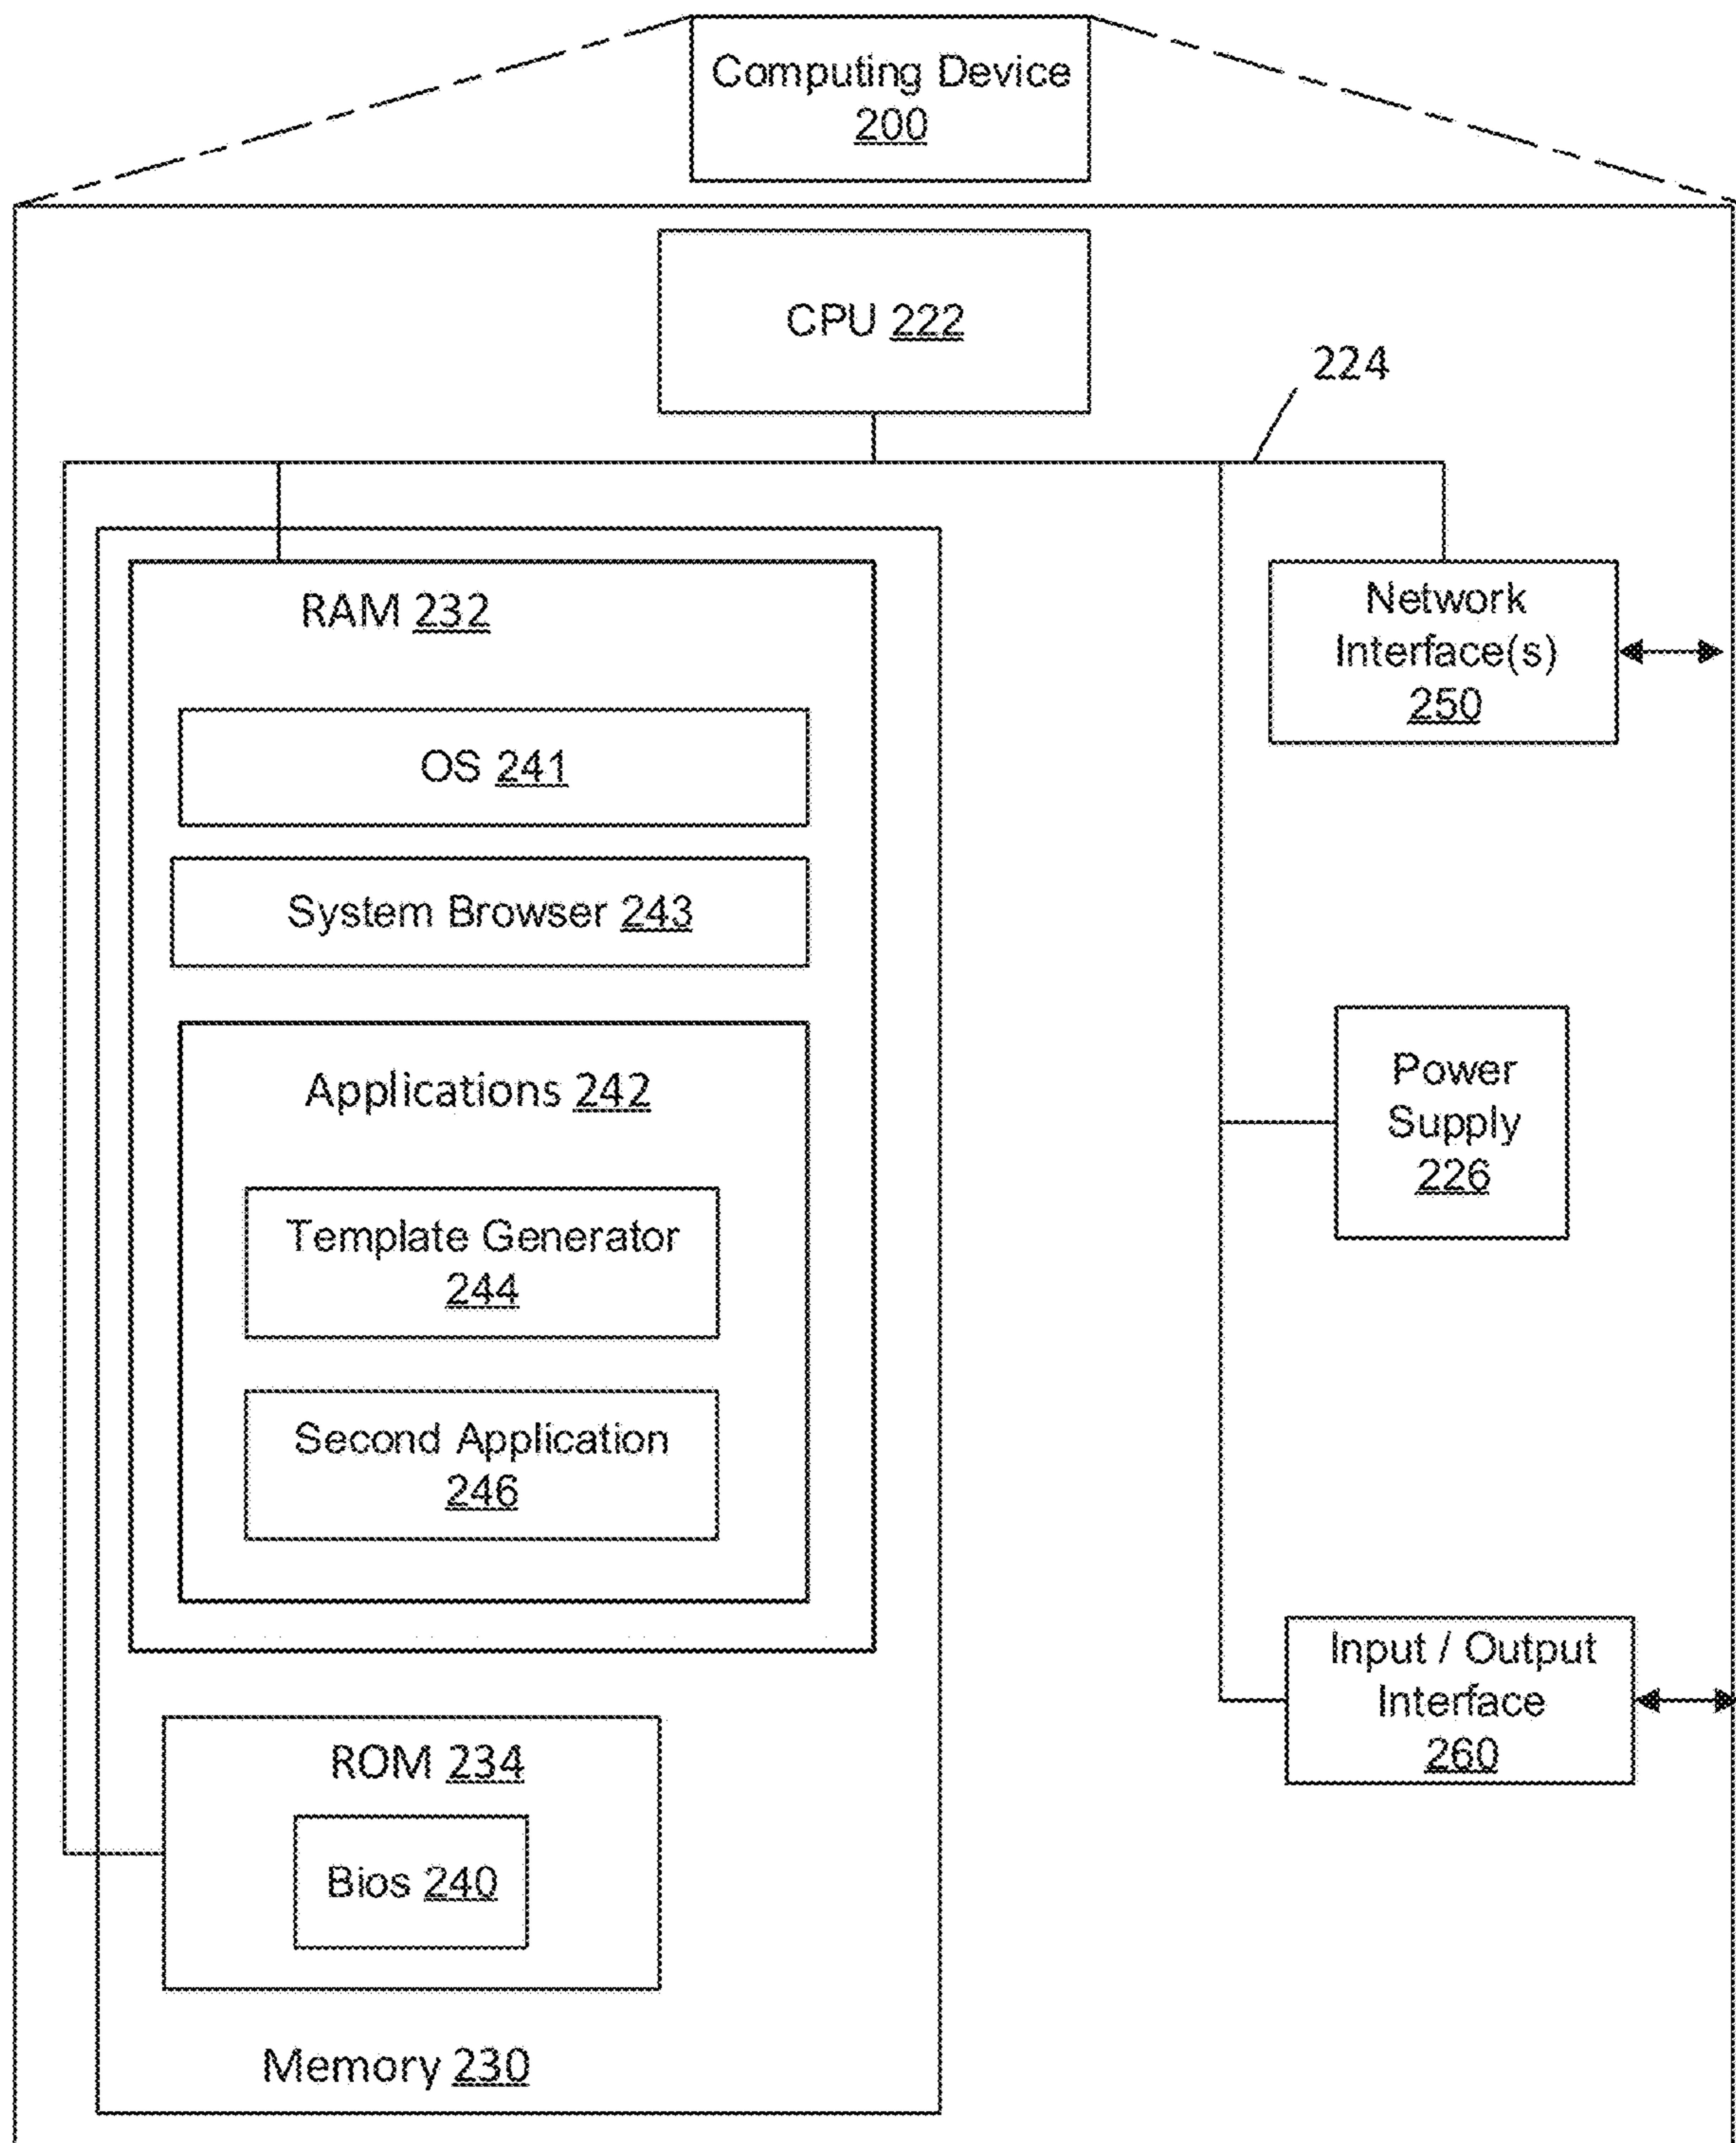 Computing Device
200
CPU 222
224
RAM 232
OS 241
System Browser 243
Applications 242
Template Generator
244
Second Application
246
ROM 234
Bios 240
Memory 230
Network
Interface(s)
250
Power
Supply
226
Input / Output
Interface
260